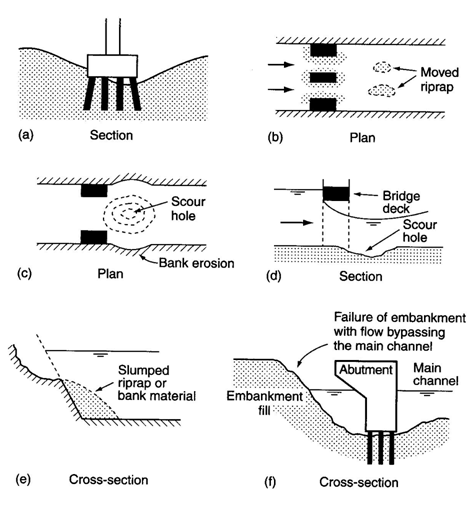 (a)
Section
Moved
riprap
(b)
Plan
Scour
hole
Bank erosion
(c)
Plan
Bridge
deck
Scour
hole
(d)
Section
Slumped
riprap or
bank material
(e)
Cross-section
Failure of embankment
with flow bypassing
the main channel
Abutment
Main
channel
Embankment
fill
(f)
Cross-section